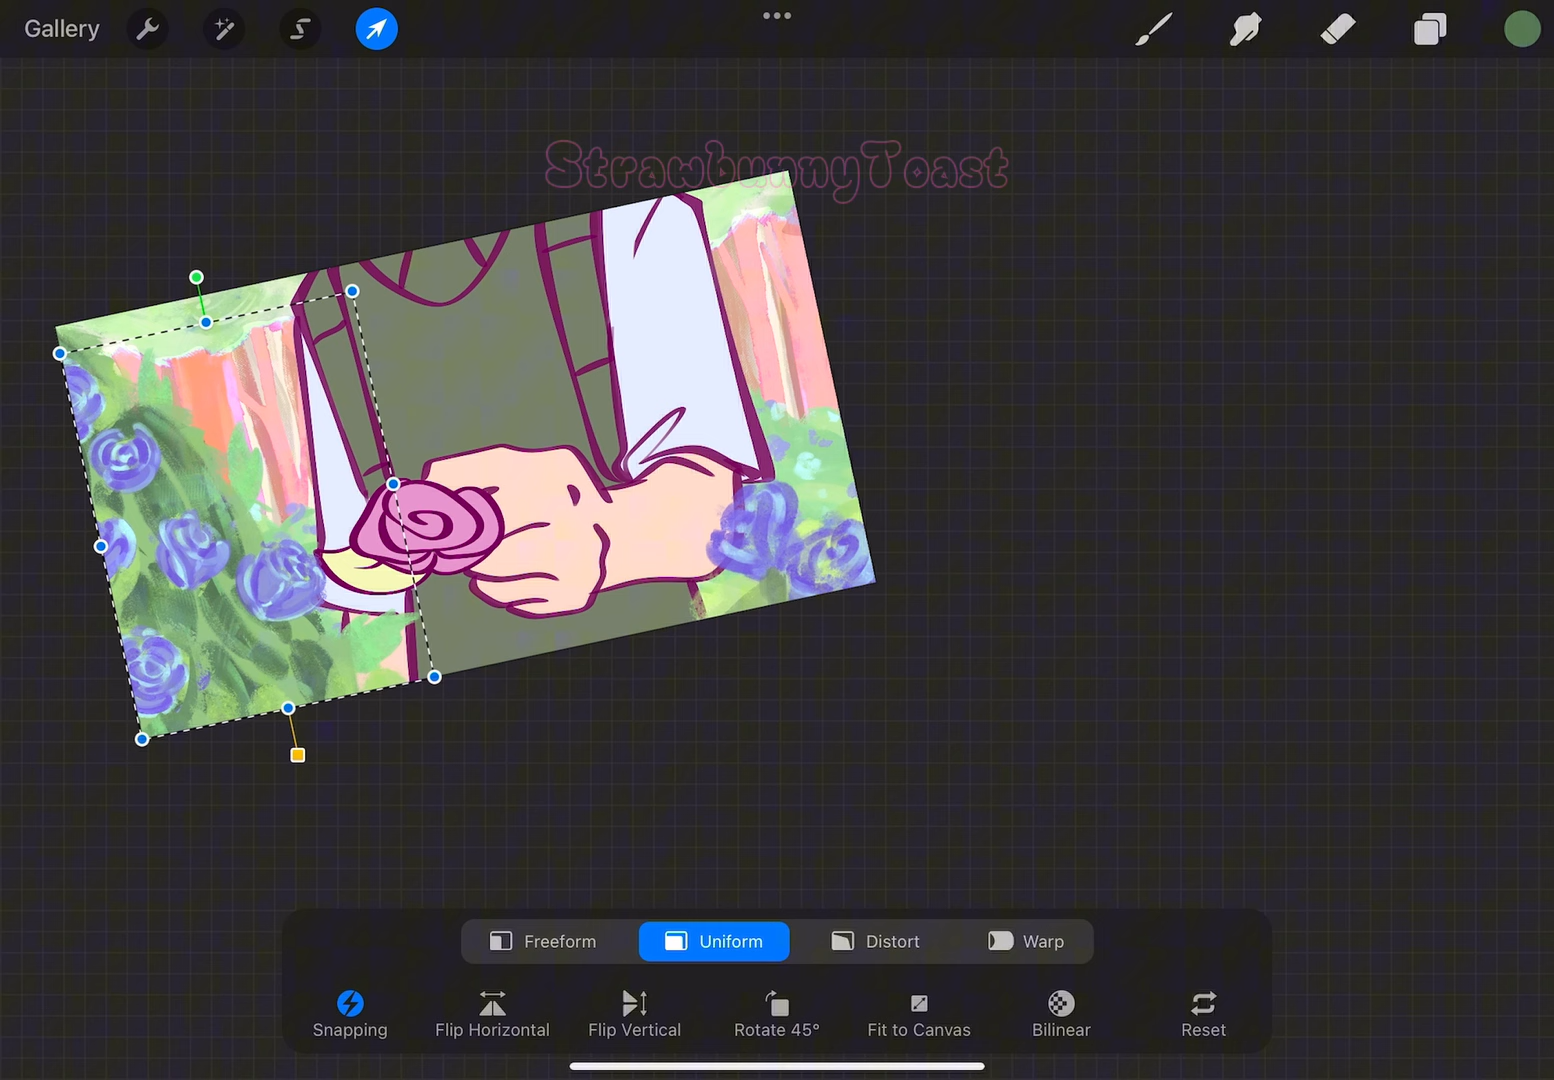 Gallery
StrawbunnyToast
Freeform
Uniform
Distort
Warp
Snapping
Flip Horizontal
Flip Vertical
Rotate 45°
Fit to Canvas
Bilinear
Reset